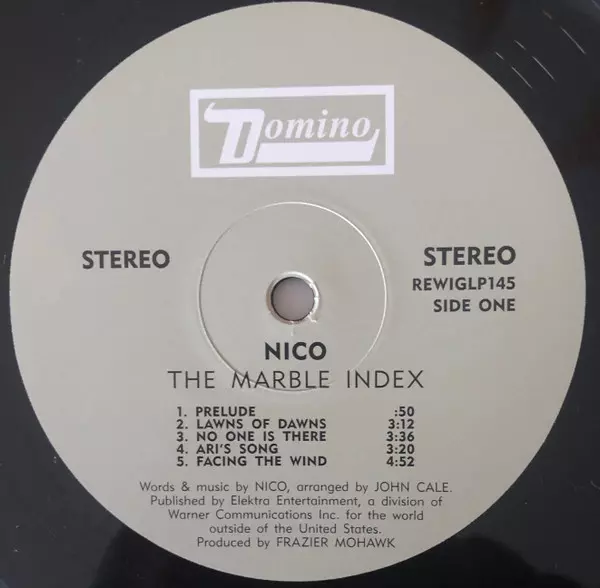 Domino
STEREO
STEREO
REWIGLP145
SIDE ONE
NICO
THE MARBLE INDEX
1. PRELUDE :50
2. LAWNS OF DAWNS 3:12
3. NO ONE IS THERE 3:36
4. ARI'S SONG 3:20
5. FACING THE WIND 4:52
Words & music by NICO, arranged by JOHN CALE.
Published by Elektra Entertainment, a division of
Warner Communications Inc. for the world
outside of the United States.
Produced by FRAZIER MOHAWK